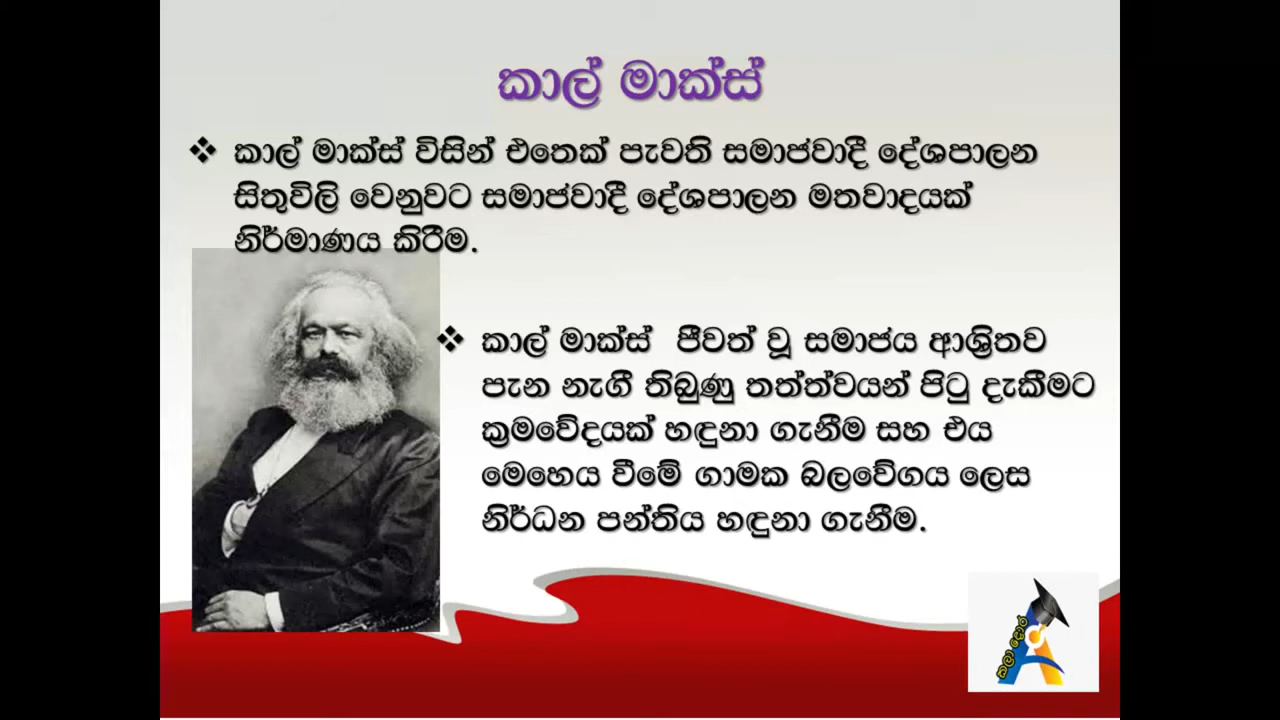 කාල් මාක්ස්
❖ කාල් මාක්ස් විසින් එතෙක් පැවති සමාජවාදී දේශපාලන
සිතුවිලි වෙනුවට සමාජවාදී දේශපාලන මතවාදයක්
නිර්මාණය කිරීම.
❖ කාල් මාක්ස් ජීවත් වූ සමාජය ආශ්‍රිතව
පැන නැගී තිබුණු තත්ත්වයන් පිටු දැකීමට
ක්‍රමවේදයක් හඳුනා ගැනීම සහ එය
මෙහෙය වීමේ ගාමක බලවේගය ලෙස
නිර්ධන පන්තිය හඳුනා ගැනීම.
කලා දොර